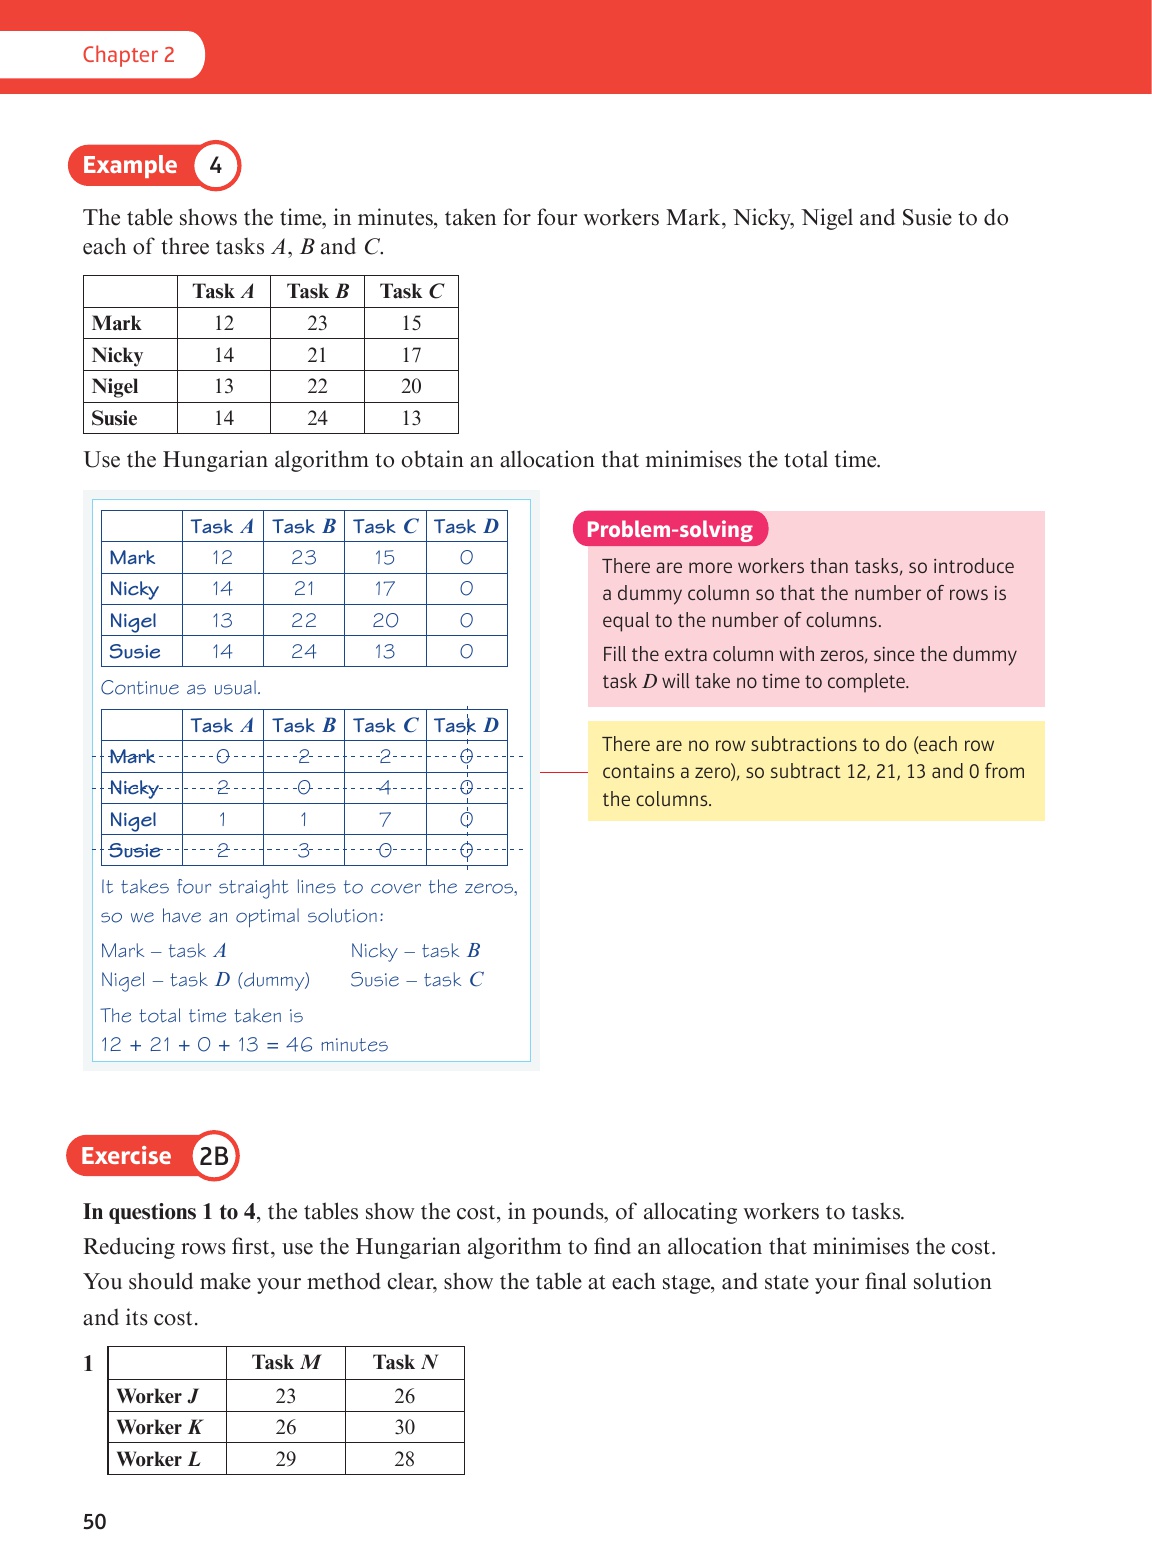 Chapter 2
Example 4
The table shows the time, in minutes, taken for four workers Mark, Nicky, Nigel and Susie to do
each of three tasks A, B and C.
Task A Task B Task C
Mark 12 23 15
Nicky 14 21 17
Nigel 13 22 20
Susie 14 24 13
Use the Hungarian algorithm to obtain an allocation that minimises the total time.
Task A Task B Task C Task D
Mark 12 23 15 0
Nicky 14 21 17 0
Nigel 13 22 20 0
Susie 14 24 13 0
Continue as usual.
Task A Task B Task C Task D
Mark 0 2 2 0
Nicky 2 0 4 0
Nigel 1 1 7 0
Susie 2 3 0 0
It takes four straight lines to cover the zeros,
so we have an optimal solution:
Mark – task A Nicky – task B
Nigel – task D (dummy) Susie – task C
The total time taken is
12 + 21 + 0 + 13 = 46 minutes
Problem-solving
There are more workers than tasks, so introduce
a dummy column so that the number of rows is
equal to the number of columns.
Fill the extra column with zeros, since the dummy
task D will take no time to complete.
There are no row subtractions to do (each row
contains a zero), so subtract 12, 21, 13 and 0 from
the columns.
Exercise 2B
In questions 1 to 4, the tables show the cost, in pounds, of allocating workers to tasks.
Reducing rows first, use the Hungarian algorithm to find an allocation that minimises the cost.
You should make your method clear, show the table at each stage, and state your final solution
and its cost.
1 Task M Task N
Worker J 23 26
Worker K 26 30
Worker L 29 28
50